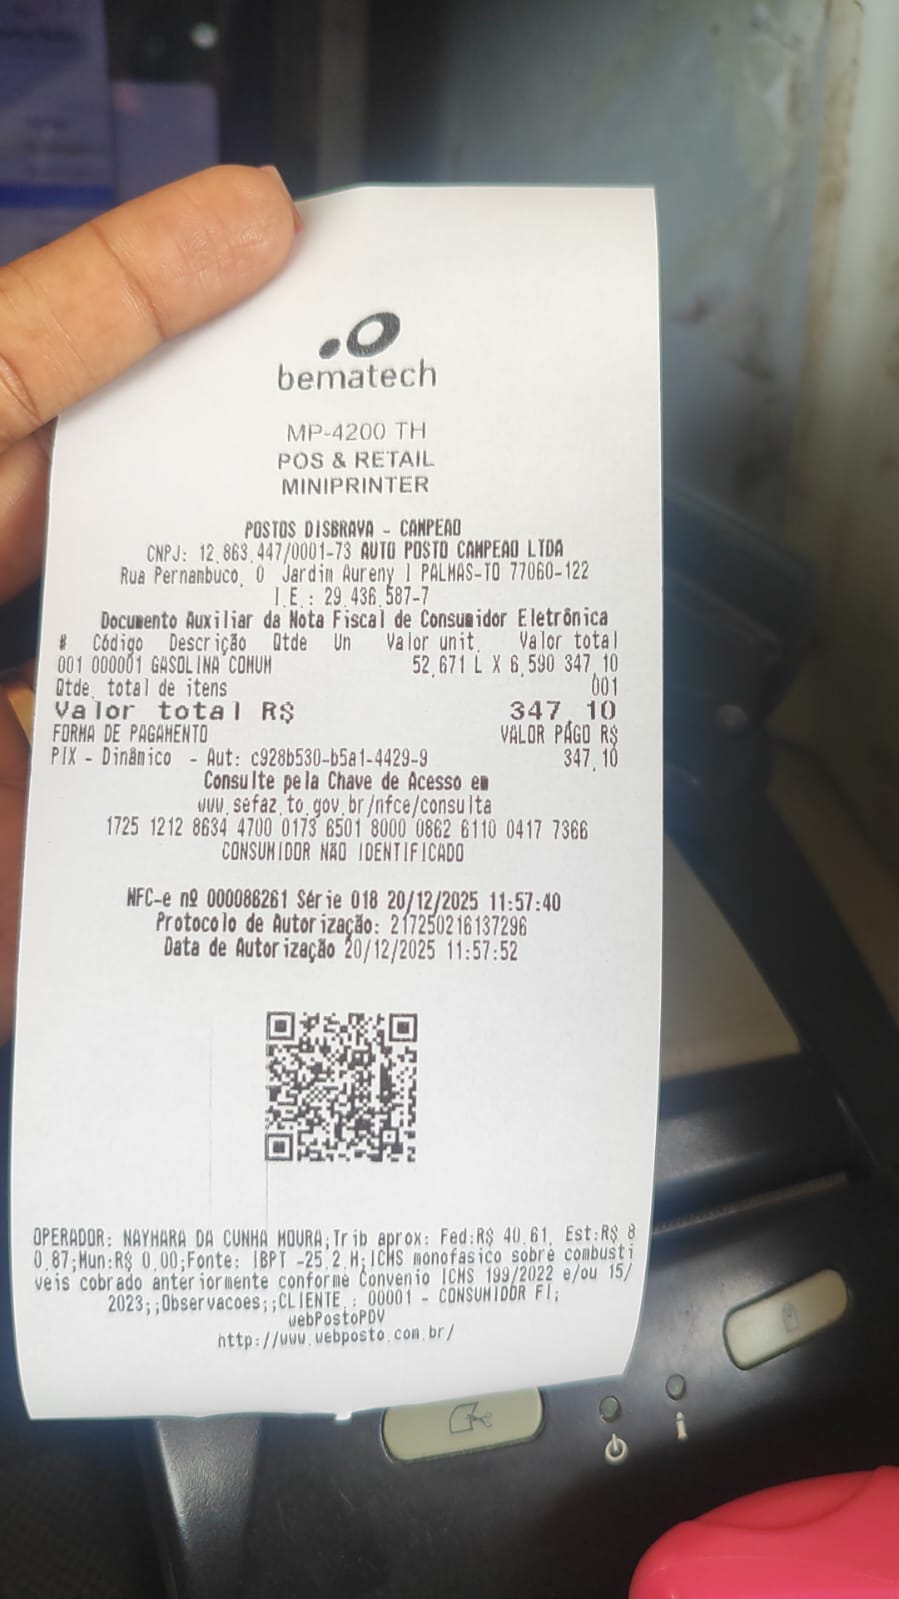 bematech
MP-4200 TH
POS & RETAIL
MINIPRINTER
POSTOS DISBRAVA - CAMPEAO
CNPJ: 12.863.447/0001-73 AUTO POSTO CAMPEAO LTDA
Rua Pernambuco, 0 Jardim Aureny I PALMAS-TO 77060-122
I.E.: 29.436.587-7
Documento Auxiliar da Nota Fiscal de Consumidor Eletrônica
# Código Descrição Qtde Un Valor unit. Valor total
001 000001 GASOLINA COMUM 52,671 L X 6,590 347,10
Qtde. total de itens 001
Valor total R$ 347,10
FORMA DE PAGAMENTO VALOR PAGO R$
PIX - Dinâmico - Aut: c928b530-b5a1-4429-9 347,10
Consulte pela Chave de Acesso em
www.sefaz.to.gov.br/nfce/consulta
1725 1212 8634 4700 0173 6501 8000 0862 6110 0417 7366
CONSUMIDOR NÃO IDENTIFICADO
NFC-e nº 000086261 Série 018 20/12/2025 11:57:40
Protocolo de Autorização: 217250216137296
Data de Autorização 20/12/2025 11:57:52
OPERADOR: NAYHARA DA CUNHA MOURA;Trib aprox: Fed:R$ 40.61, Est:R$ 8
0.87;Mun:R$ 0.00;Fonte: IBPT -25.2.H;ICMS monofasico sobre combusti
veis cobrado anteriormente conforme Convenio ICMS 199/2022 e/ou 15/
2023;;Observacoes;;CLIENTE.: 00001 - CONSUMIDOR FI;
webPostoPDV
http://www.webposto.com.br/